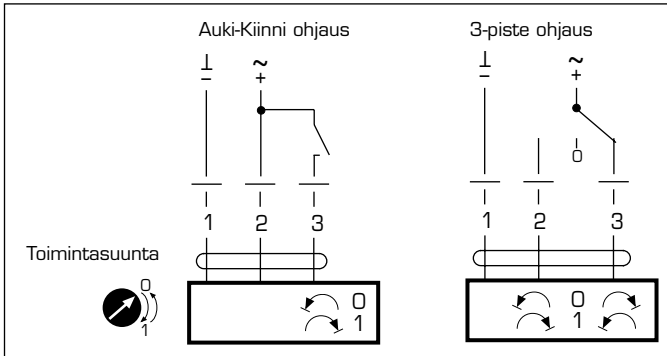 Auki-Kiinni ohjaus
3-piste ohjaus
⊥ ~
- +
⊥ ~
- +
0
1 2 3
1 2 3
Toimintasuunta
0
1
0
1
0
1